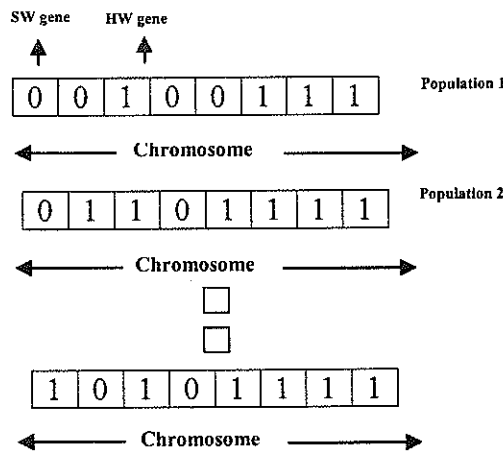 SW gene HW gene
0 0 1 0 0 1 1 1 Population 1
Chromosome
0 1 1 0 1 1 1 1 Population 2
Chromosome
1 0 1 0 1 1 1 1
Chromosome